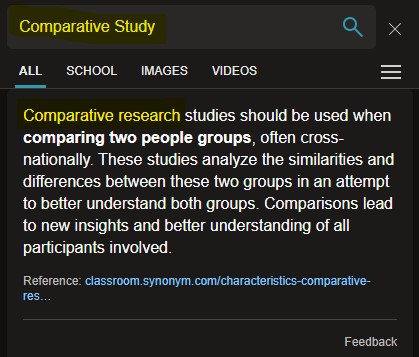 Comparative Study
ALL SCHOOL IMAGES VIDEOS
Comparative research studies should be used when
comparing two people groups, often cross-
nationally. These studies analyze the similarities and
differences between these two groups in an attempt
to better understand both groups. Comparisons lead
to new insights and better understanding of all
participants involved.
Reference: classroom.synonym.com/characteristics-comparative-
res…
Feedback